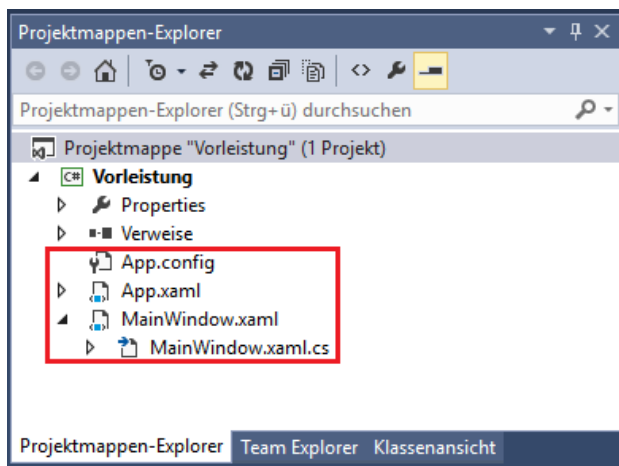 Projektmappen-Explorer
Projektmappen-Explorer (Strg+ü) durchsuchen
Projektmappe "Vorleistung" (1 Projekt)
C# Vorleistung
Properties
Verweise
App.config
App.xaml
MainWindow.xaml
MainWindow.xaml.cs
Projektmappen-Explorer Team Explorer Klassenansicht